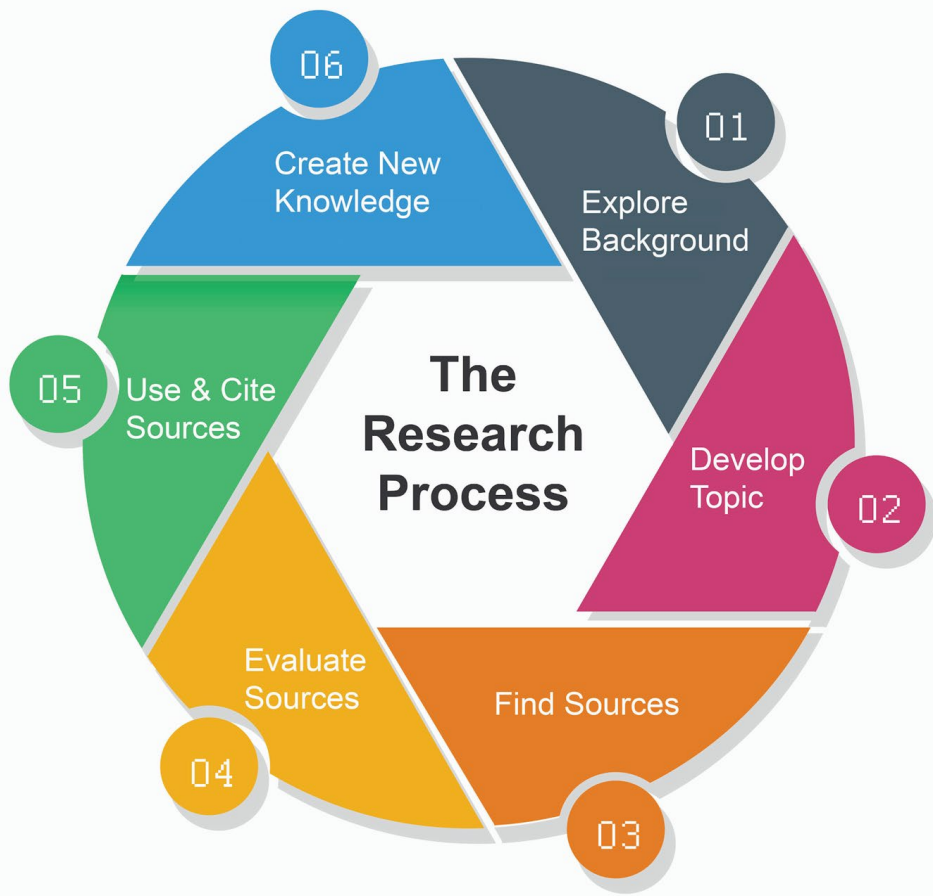 The
Research
Process
01
Explore
Background
02
Develop
Topic
03
Find Sources
04
Evaluate
Sources
05
Use & Cite
Sources
06
Create New
Knowledge